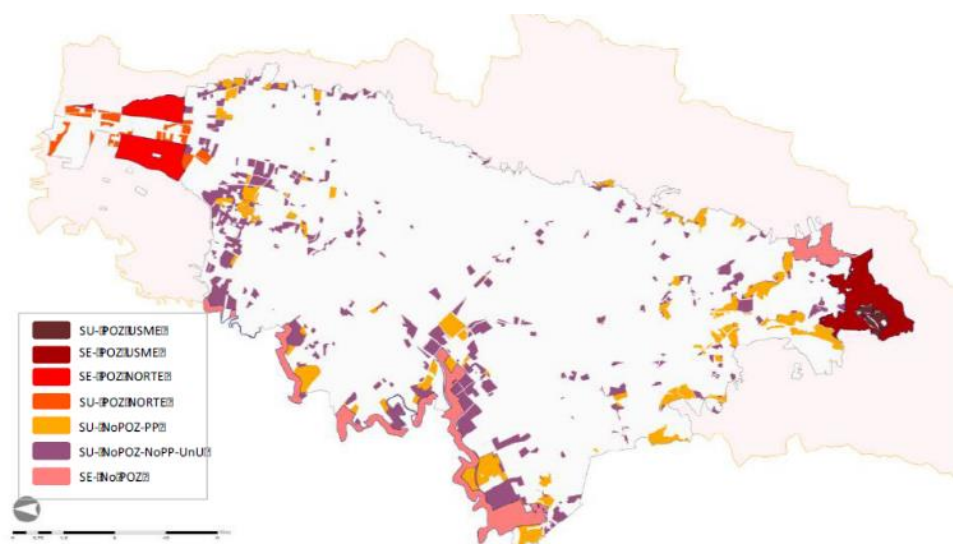 SU-⍰POZ⍰USME⍰
SE-⍰POZ⍰USME⍰
SE-⍰POZ⍰NORTE⍰
SU-⍰POZ⍰NORTE⍰
SU-⍰NoPOZ-PP⍰
SU-⍰NoPOZ-NoPP-UnU⍰
SE-⍰No⍰POZ⍰